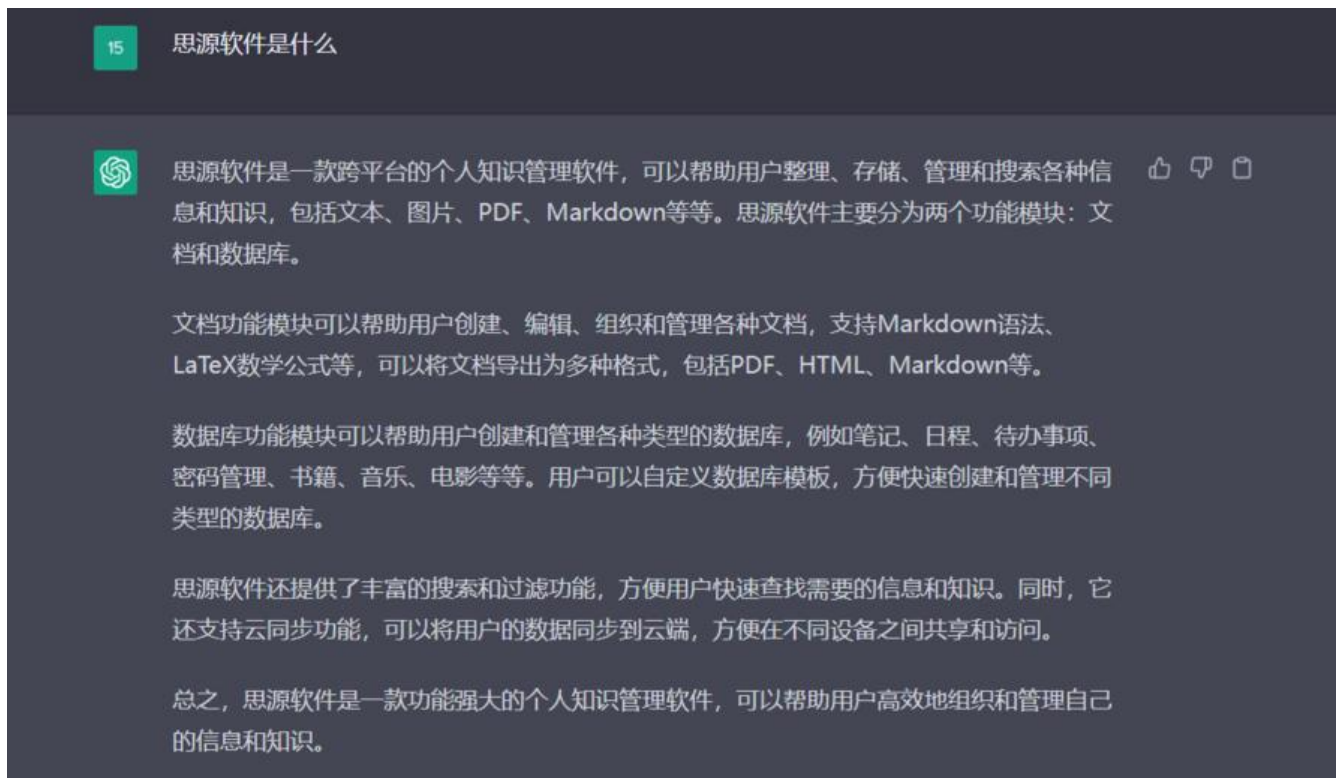 15
思源软件是什么
思源软件是一款跨平台的个人知识管理软件，可以帮助用户整理、存储、管理和搜索各种信
息和知识，包括文本、图片、PDF、Markdown等等。思源软件主要分为两个功能模块：文
档和数据库。
文档功能模块可以帮助用户创建、编辑、组织和管理各种文档，支持Markdown语法、
LaTeX数学公式等，可以将文档导出为多种格式，包括PDF、HTML、Markdown等。
数据库功能模块可以帮助用户创建和管理各种类型的数据库，例如笔记、日程、待办事项、
密码管理、书籍、音乐、电影等等。用户可以自定义数据库模板，方便快速创建和管理不同
类型的数据库。
思源软件还提供了丰富的搜索和过滤功能，方便用户快速查找需要的信息和知识。同时，它
还支持云同步功能，可以将用户的数据同步到云端，方便在不同设备之间共享和访问。
总之，思源软件是一款功能强大的个人知识管理软件，可以帮助用户高效地组织和管理自己
的信息和知识。